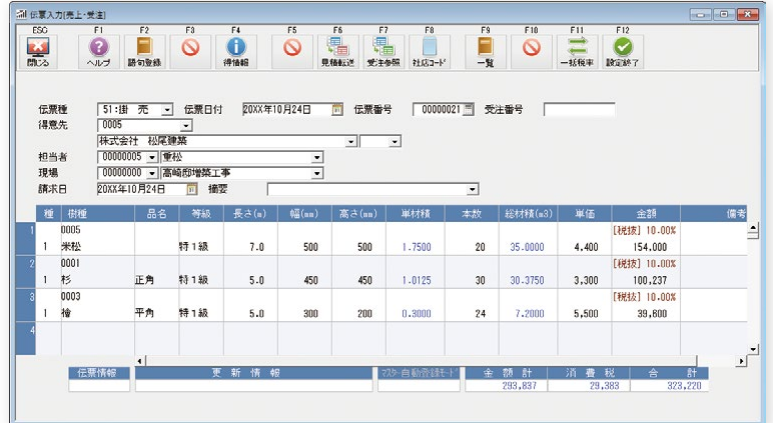 伝票入力[売上・受注]
ESC F1 F2 F3 F4 F5 F6 F7 F8 F9 F10 F11 F12
閉じる ヘルプ 語句登録 得情報 見積転送 受注参照 社店コード 一覧 一括税率 設定終了
伝票種 51:掛 売 伝票日付 20XX年10月24日 伝票番号 00000021 受注番号
得意先 0005
株式会社 松尾建築
担当者 00000005 重松
現場 00000000 高崎邸増築工事
請求日 20XX年10月24日 摘要
種 樹種 品名 等級 長さ(m) 幅(mm) 高さ(mm) 単材積 本数 総材積(m3) 単価 金額 備考
1 0005 [税抜] 10.00%
1 米松 特1級 7.0 500 500 1.7500 20 35.0000 4,400 154,000
2 0001 [税抜] 10.00%
1 杉 正角 特1級 5.0 450 450 1.0125 30 30.3750 3,300 100,237
3 0003 [税抜] 10.00%
1 檜 平角 特1級 5.0 300 200 0.3000 24 7.2000 5,500 39,600
4
伝票情報 更 新 情 報 マスター自動登録モード 金 額 計 消 費 税 合 計
293,837 29,383 323,220